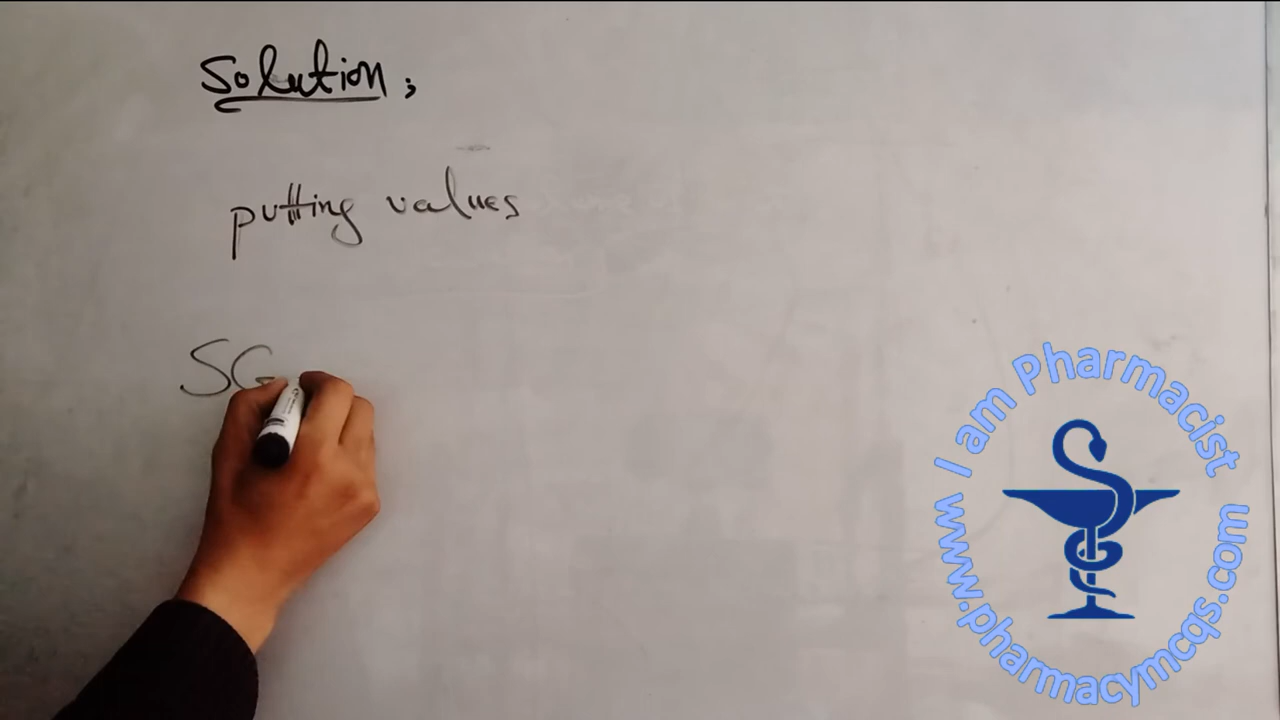 Solution;
putting values
SG
I am Pharmacist
www.pharmacymcqs.com